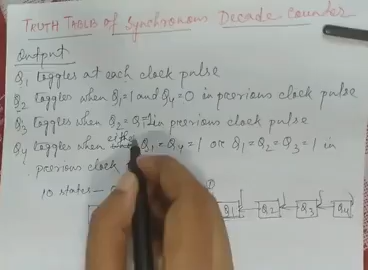 TRUTH TABLE of Synchronous Decade Counter
Output
Q1 toggles at each clock pulse
Q2 toggles when Q1=1 and Q4=0 in previous clock pulse
Q3 toggles when Q2=Q1=1 in previous clock pulse
either
Q4 toggles when Q1=Q4=1 or Q1=Q2=Q3=1 in
previous clock
10 states—
Q1 Q2 Q3 Q4